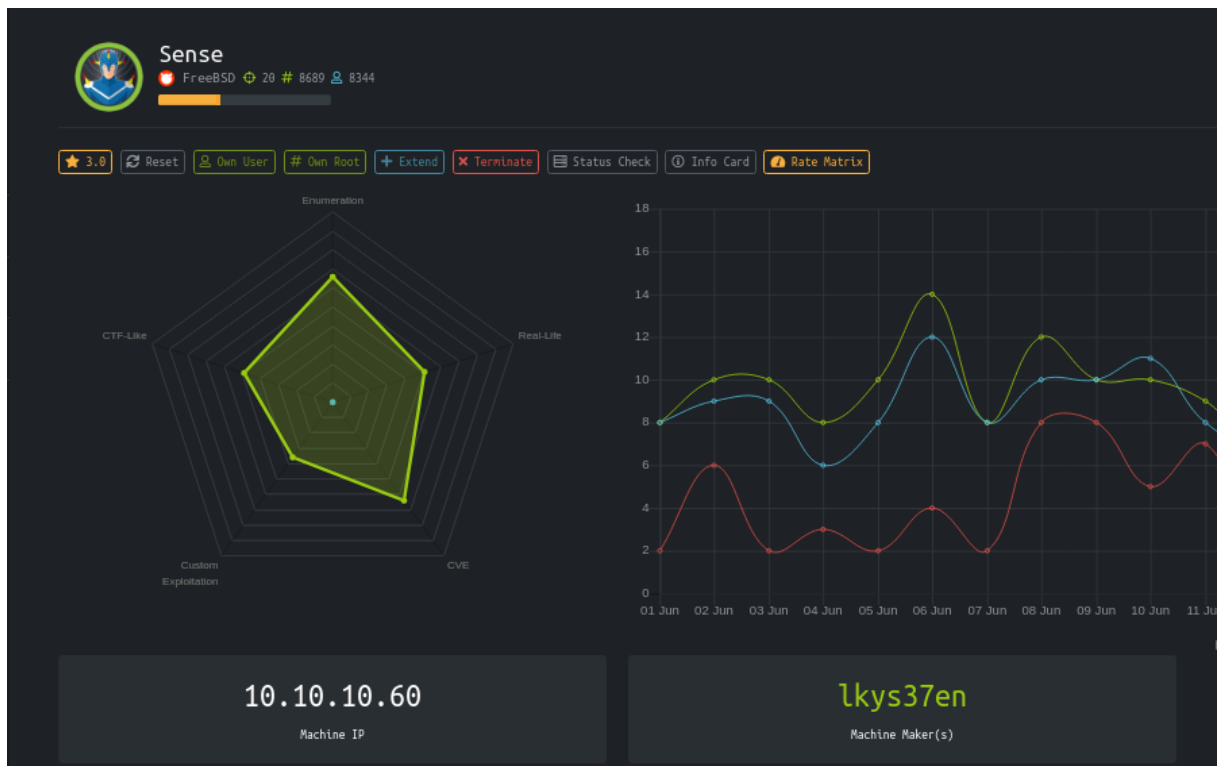 Sense
FreeBSD 20 # 8689 8344
3.0 Reset Own User # Own Root + Extend × Terminate Status Check Info Card Rate Matrix
Enumeration
CTF-Like
Real-Life
Custom
Exploitation
CVE
18
16
14
12
10
8
6
4
2
0
01 Jun 02 Jun 03 Jun 04 Jun 05 Jun 06 Jun 07 Jun 08 Jun 09 Jun 10 Jun 11
10.10.10.60
Machine IP
lkys37en
Machine Maker(s)